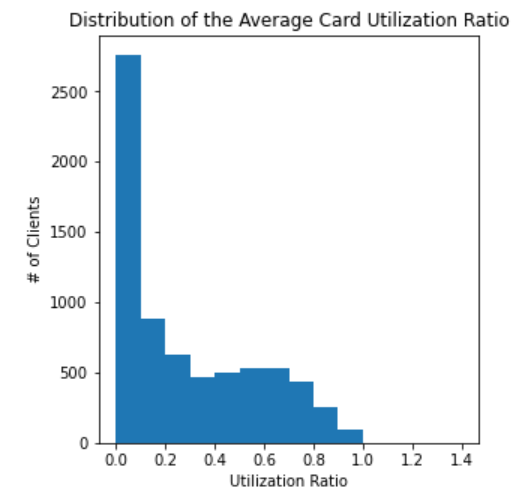 Distribution of the Average Card Utilization Ratio
# of Clients
2500
2000
1500
1000
500
0
0.0 0.2 0.4 0.6 0.8 1.0 1.2 1.4
Utilization Ratio